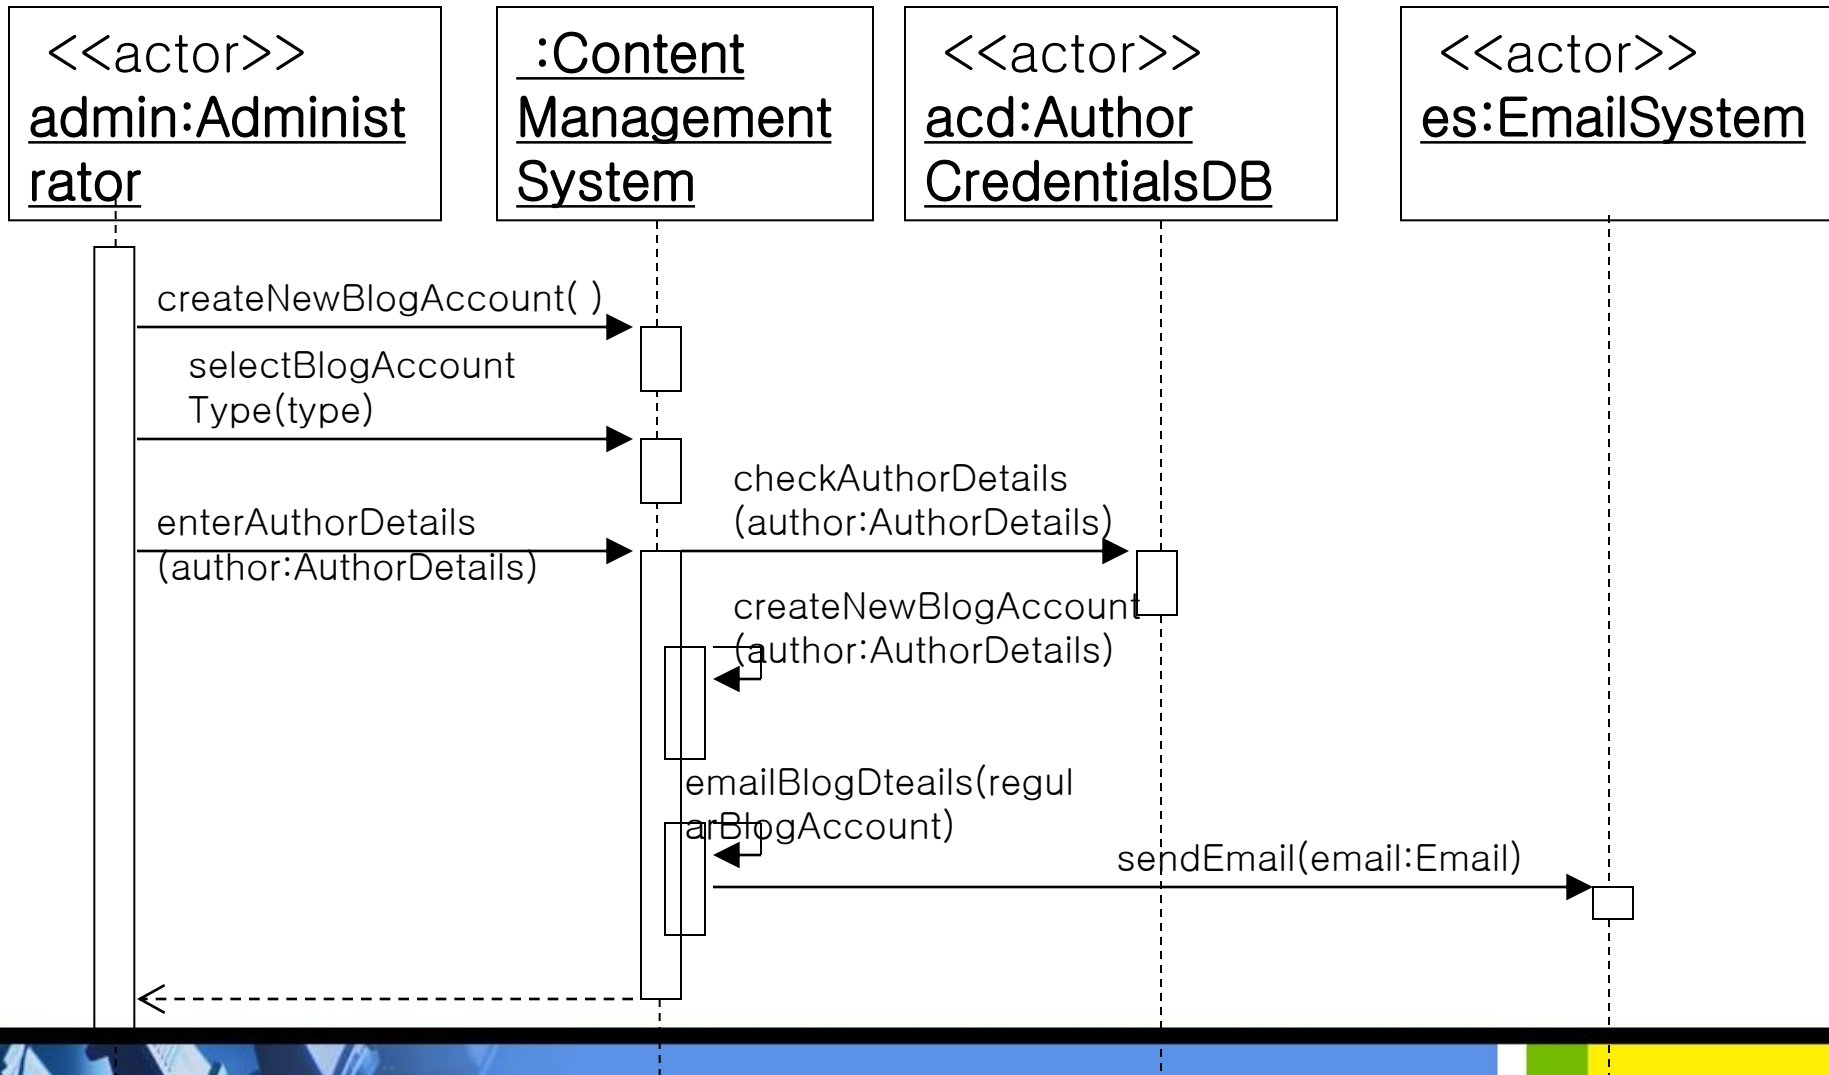 <<actor>>
admin:Administ
rator
:Content
Management
System
<<actor>>
acd:Author
CredentialsDB
<<actor>>
es:EmailSystem
createNewBlogAccount( )
selectBlogAccount
Type(type)
enterAuthorDetails
(author:AuthorDetails)
checkAuthorDetails
(author:AuthorDetails)
createNewBlogAccount
(author:AuthorDetails)
emailBlogDteails(regul
arBlogAccount)
sendEmail(email:Email)